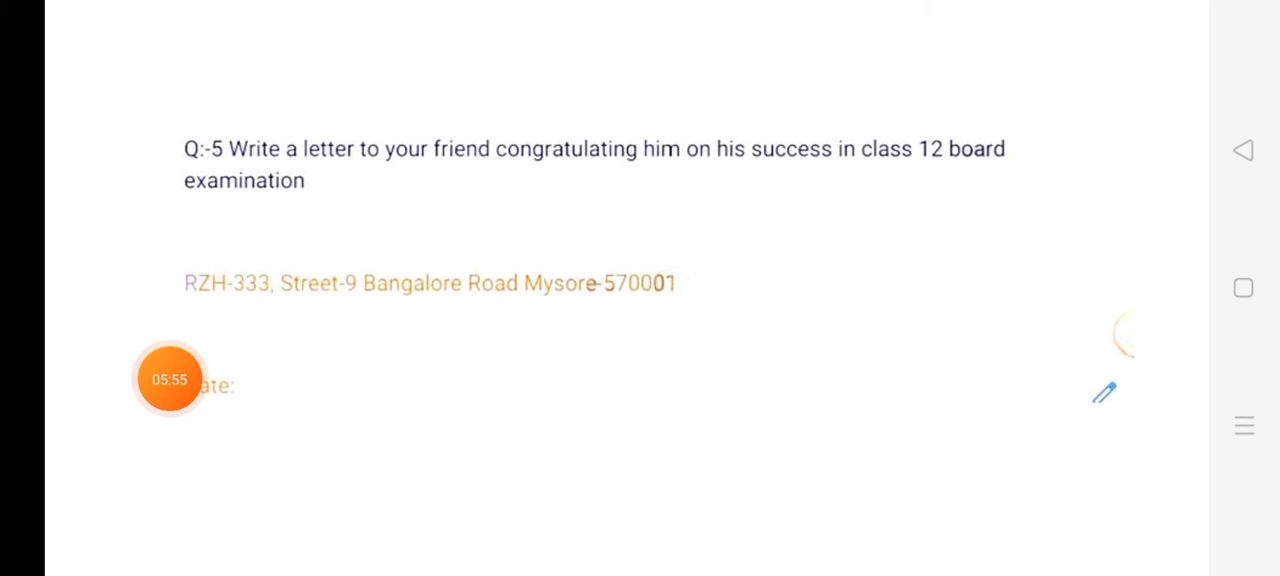 Q:-5 Write a letter to your friend congratulating him on his success in class 12 board
examination
RZH-333, Street-9 Bangalore Road Mysore-570001
05:55
ate: